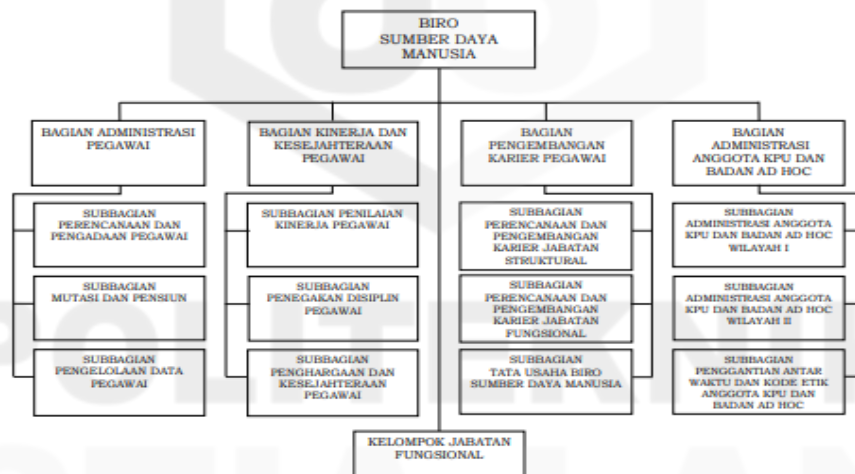 BIRO
SUMBER DAYA
MANUSIA
BAGIAN ADMINISTRASI
PEGAWAI
BAGIAN KINERJA DAN
KESEJAHTERAAN
PEGAWAI
BAGIAN
PENGEMBANGAN
KARIER PEGAWAI
BAGIAN
ADMINISTRASI
ANGGOTA KPU DAN
BADAN AD HOC
SUBBAGIAN
PERENCANAAN DAN
PENGADAAN PEGAWAI
SUBBAGIAN PENILAIAN
KINERJA PEGAWAI
SUBBAGIAN
PERENCANAAN DAN
PENGEMBANGAN
KARIER JABATAN
STRUKTURAL
SUBBAGIAN
ADMINISTRASI ANGGOTA
KPU DAN BADAN AD HOC
WILAYAH I
SUBBAGIAN
MUTASI DAN PENSIUN
SUBBAGIAN
PENEGAKAN DISIPLIN
PEGAWAI
SUBBAGIAN
PERENCANAAN DAN
PENGEMBANGAN
KARIER JABATAN
FUNGSIONAL
SUBBAGIAN
ADMINISTRASI ANGGOTA
KPU DAN BADAN AD HOC
WILAYAH II
SUBBAGIAN
PENGELOLAAN DATA
PEGAWAI
SUBBAGIAN
PENGHARGAAN DAN
KESEJAHTERAAN
PEGAWAI
SUBBAGIAN
TATA USAHA BIRO
SUMBER DAYA MANUSIA
SUBBAGIAN
PENGGANTIAN ANTAR
WAKTU DAN KODE ETIK
ANGGOTA KPU DAN
BADAN AD HOC
KELOMPOK JABATAN
FUNGSIONAL
POLITEKNI